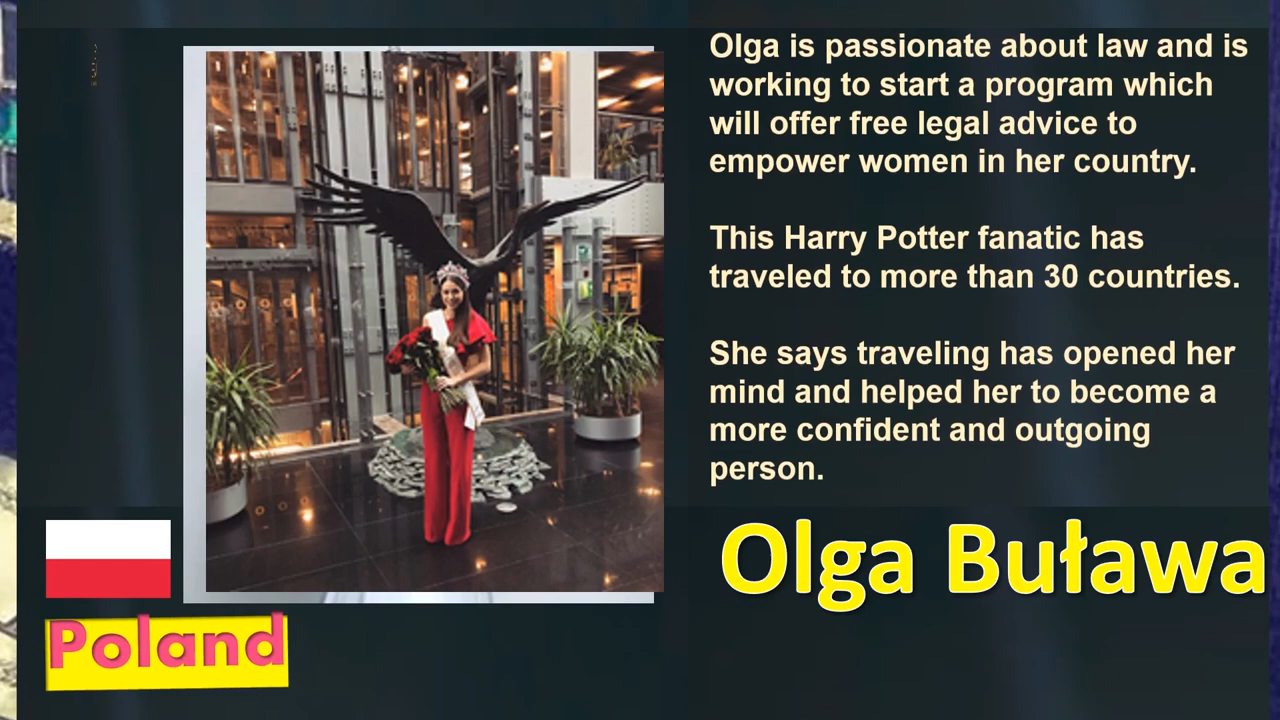 Olga is passionate about law and is
working to start a program which
will offer free legal advice to
empower women in her country.
This Harry Potter fanatic has
traveled to more than 30 countries.
She says traveling has opened her
mind and helped her to become a
more confident and outgoing
person.
Olga Buława
Poland